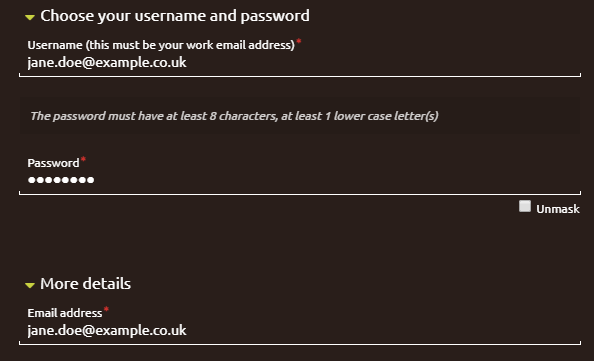 Choose your username and password
Username (this must be your work email address)*
jane.doe@example.co.uk
The password must have at least 8 characters, at least 1 lower case letter(s)
Password*
••••••••
Unmask
More details
Email address*
jane.doe@example.co.uk